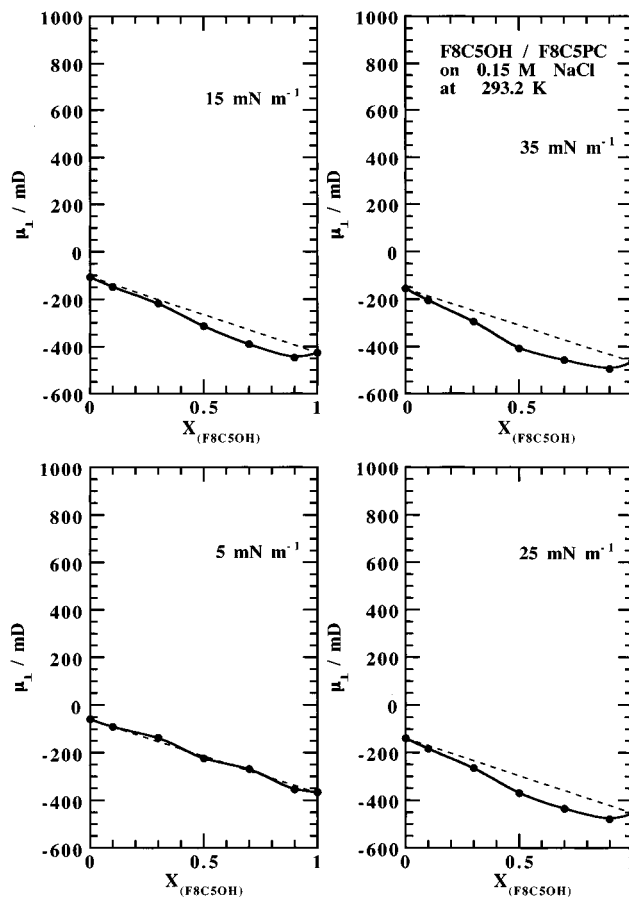 1000
800
600
400
200
0
-200
-400
-600
μ⊥ / mD
15 mN m⁻¹
0 0.5 1
X(F8C5OH)
1000
800
600
400
200
0
-200
-400
-600
μ⊥ / mD
F8C5OH / F8C5PC
on 0.15 M NaCl
at 293.2 K
35 mN m⁻¹
0 0.5
X(F8C5OH)
1000
800
600
400
200
0
-200
-400
-600
μ⊥ / mD
5 mN m⁻¹
0 0.5 1
X(F8C5OH)
1000
800
600
400
200
0
-200
-400
-600
μ⊥ / mD
25 mN m⁻¹
0 0.5
X(F8C5OH)